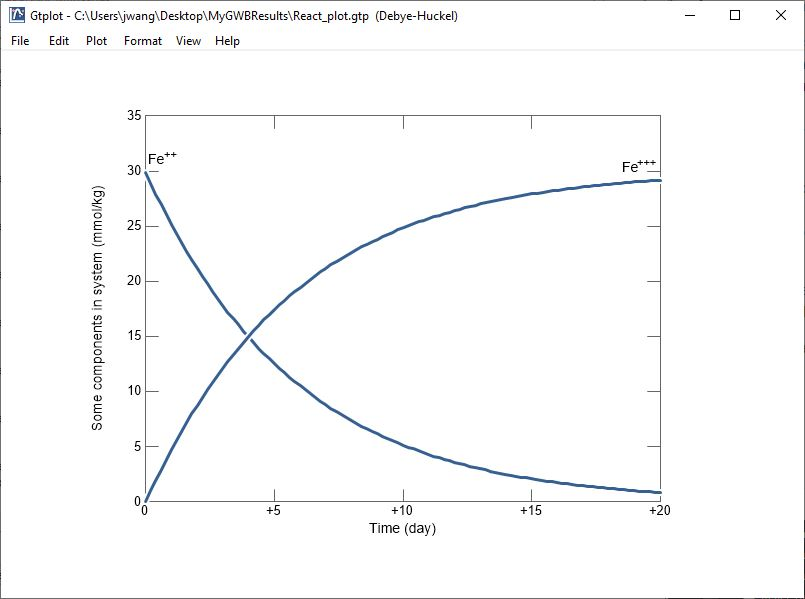 Gtplot - C:\Users\jwang\Desktop\MyGWBResults\React_plot.gtp (Debye-Huckel)
File Edit Plot Format View Help
35
30
25
20
15
10
5
0
Fe++
Fe+++
Some components in system (mmol/kg)
0 +5 +10 +15 +20
Time (day)